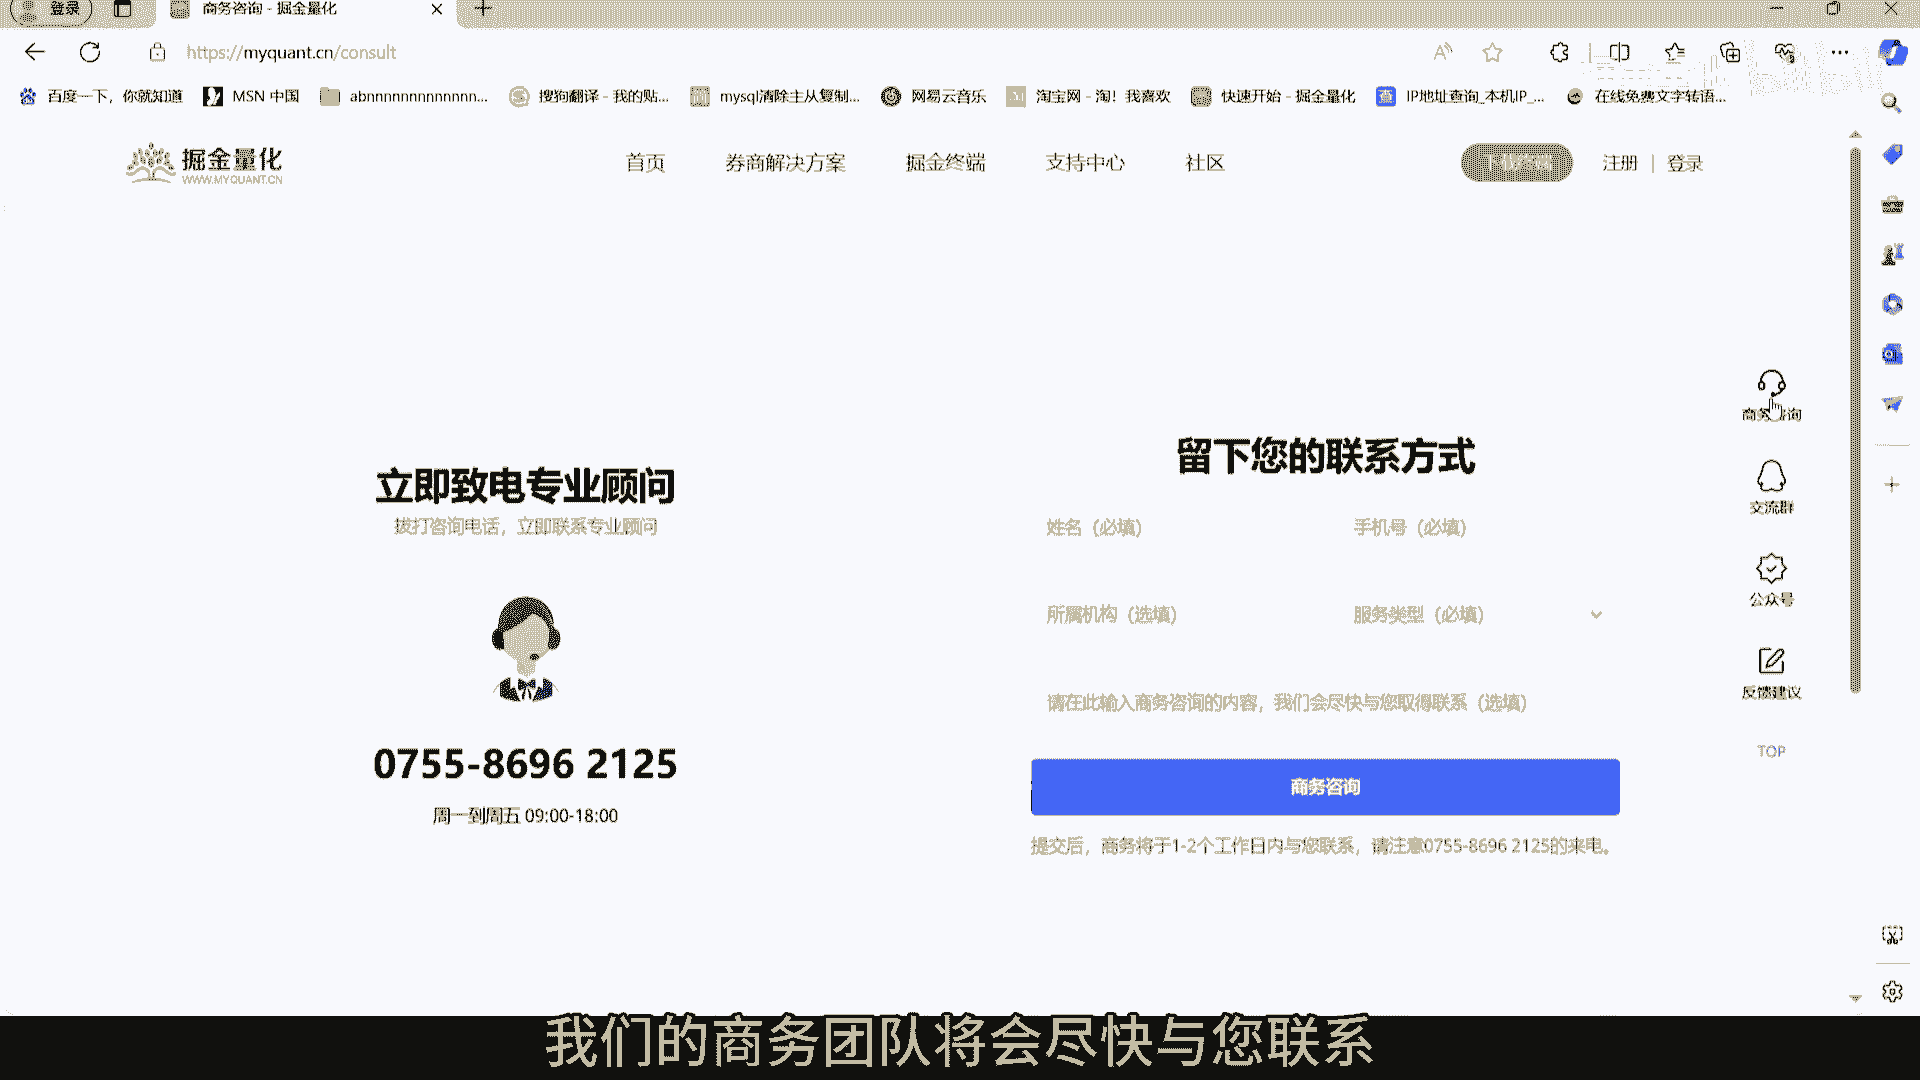 登录
商务咨询 - 掘金量化
https://myquant.cn/consult
百度一下，你就知道
MSN 中国
abnnnnnnnnnnnnn...
搜狗翻译 - 我的贴...
mysql清除主从复制...
网易云音乐
淘宝网 - 淘！我喜欢
快速开始 - 掘金量化
IP地址查询_本机IP_...
在线免费文字转语...
掘金量化
WWW.MYQUANT.CN
首页
券商解决方案
掘金终端
支持中心
社区
注册 | 登录
立即致电专业顾问
拨打咨询电话，立即联系专业顾问
0755-8696 2125
周一到周五 09:00-18:00
留下您的联系方式
姓名（必填）
手机号（必填）
所属机构（选填）
服务类型（必填）
请在此输入商务咨询的内容，我们会尽快与您取得联系（选填）
商务咨询
提交后，商务将于1-2个工作日内与您联系，请注意0755-8696 2125的来电。
商务咨询
交流群
公众号
反馈建议
TOP
我们的商务团队将会尽快与您联系